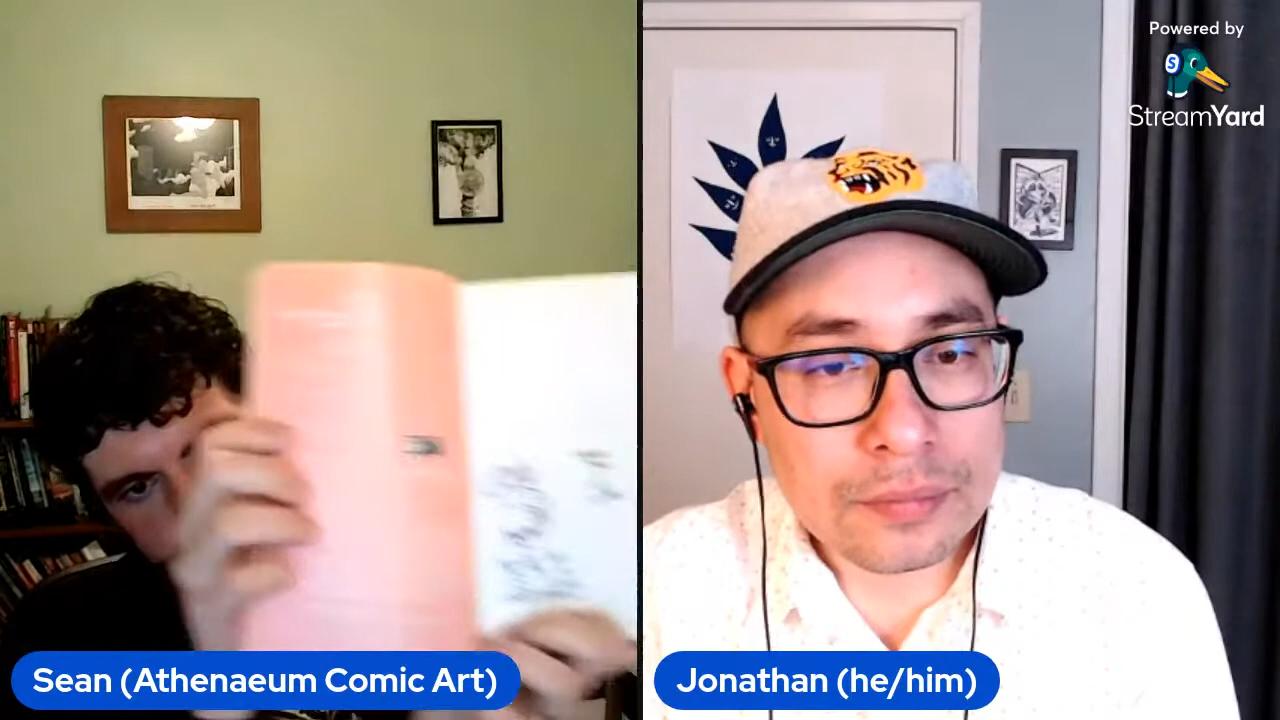 Powered by
S
StreamYard
Sean (Athenaeum Comic Art)
Jonathan (he/him)